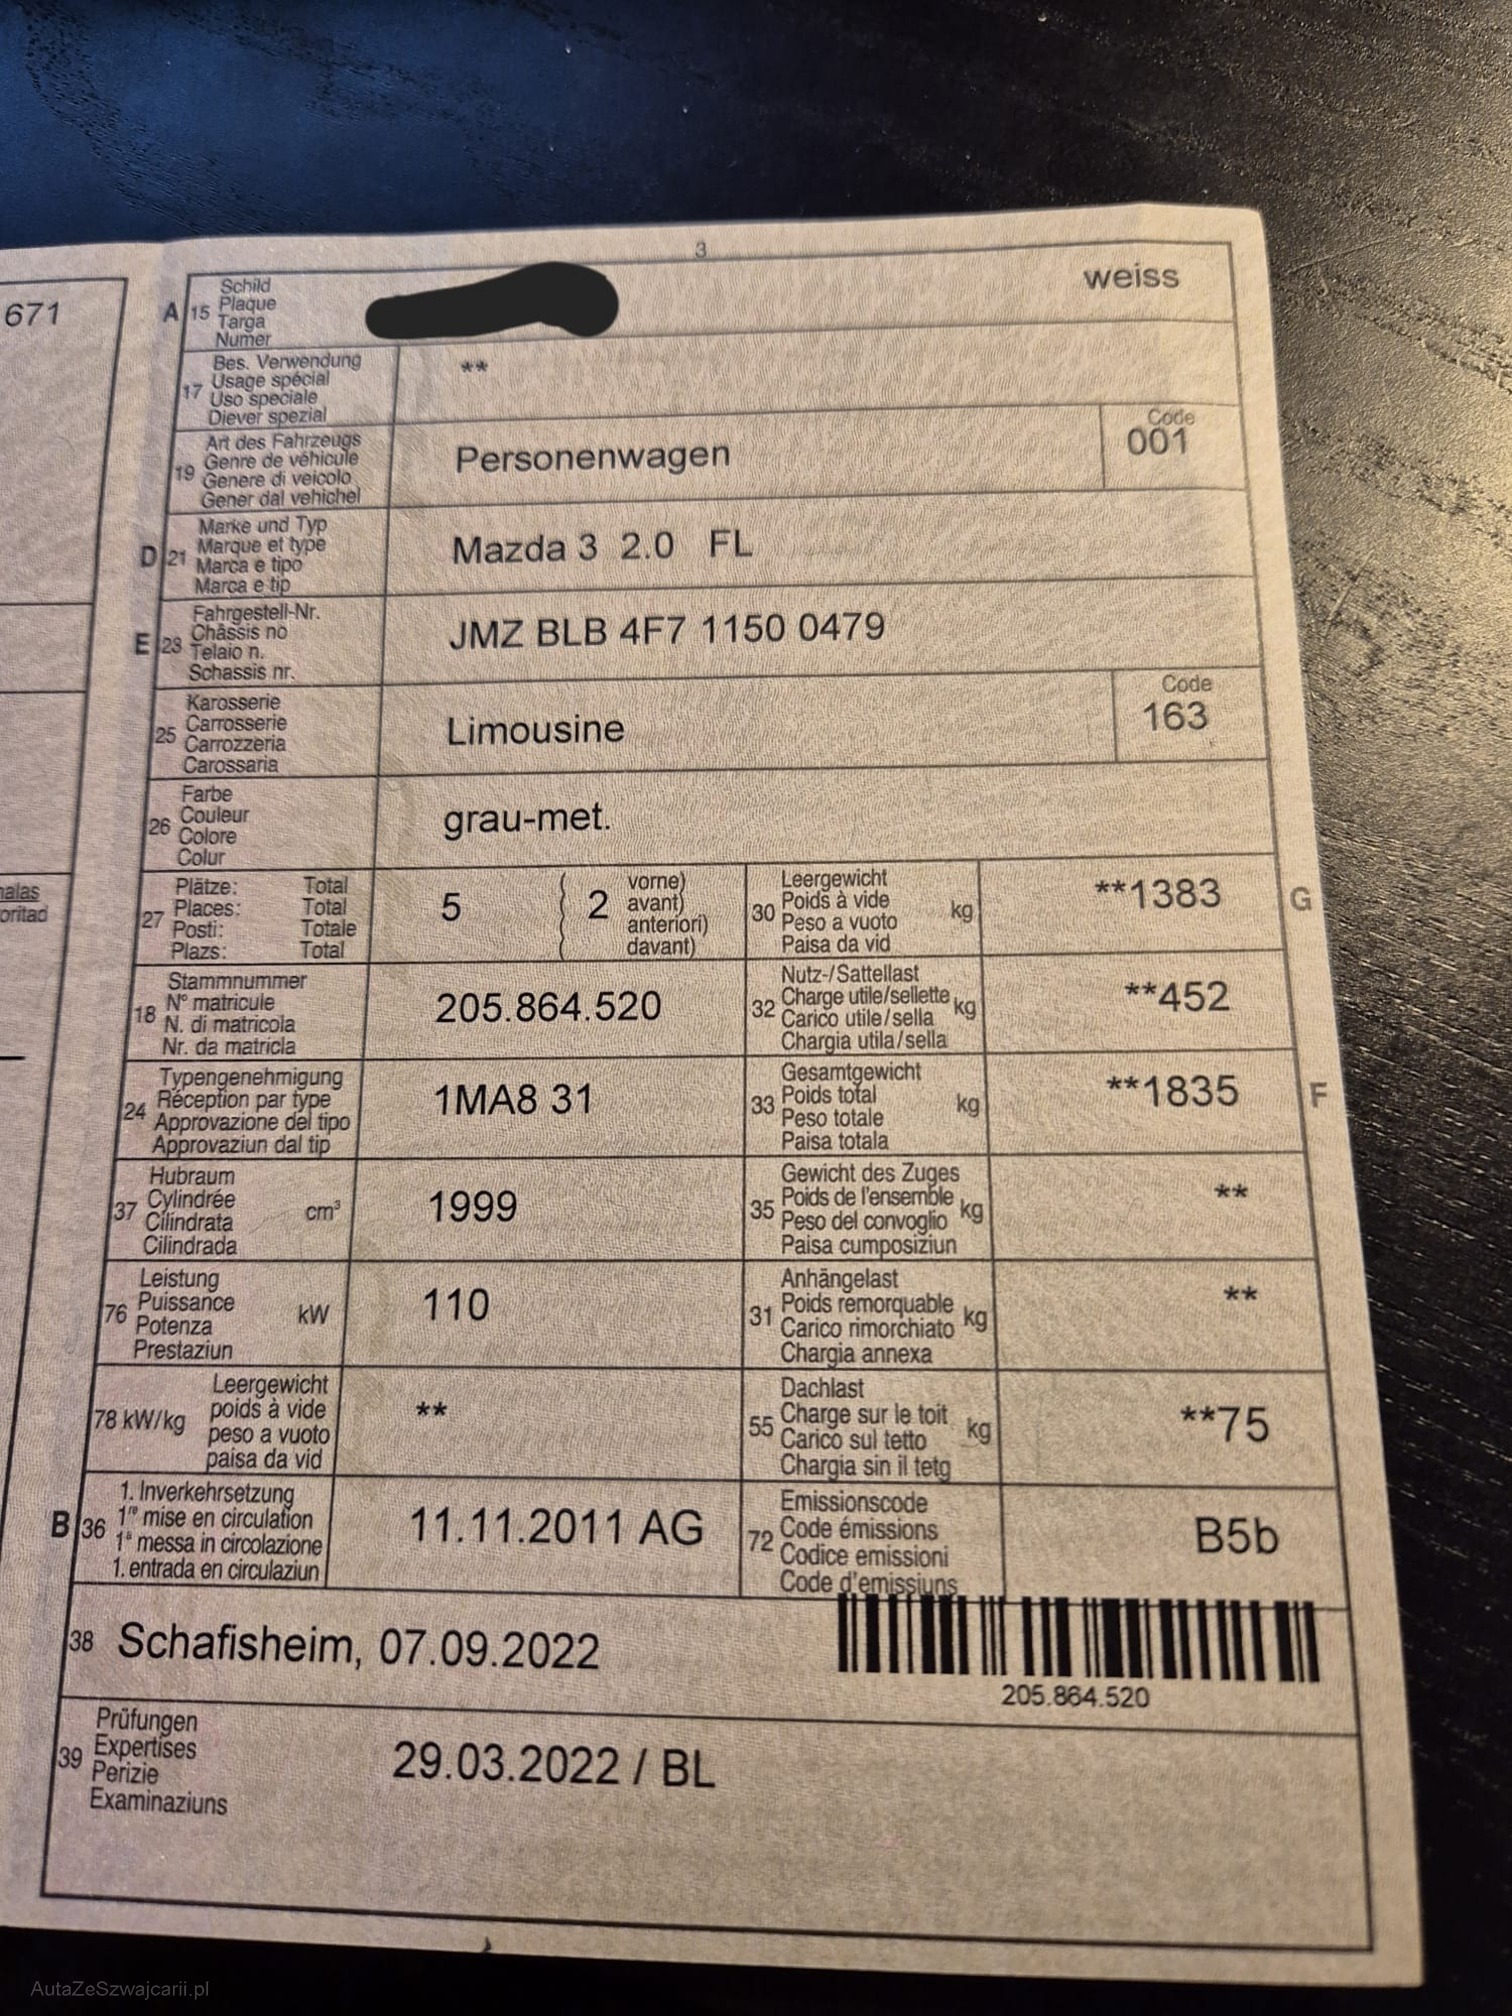 3
671
A 15 Schild
Plaque
Targa
Numer
weiss
17 Bes. Verwendung
Usage spécial
Uso speciale
Diever spezial
**
19 Art des Fahrzeugs
Genre de véhicule
Genere di veicolo
Gener dal vehichel
Personenwagen
Code
001
D 21 Marke und Typ
Marque et type
Marca e tipo
Marca e tip
Mazda 3 2.0 FL
E 23 Fahrgestell-Nr.
Châssis no
Telaio n.
Schassis nr.
JMZ BLB 4F7 1150 0479
25 Karosserie
Carrosserie
Carrozzeria
Carossaria
Limousine
Code
163
26 Farbe
Couleur
Colore
Colur
grau-met.
27 Plätze: Total
Places: Total
Posti: Totale
Plazs: Total
5 2 vorne)
avant)
anteriori)
davant)
30 Leergewicht
Poids à vide
Peso a vuoto
Paisa da vid
kg
**1383
G
18 Stammnummer
N° matricule
N. di matricola
Nr. da matricla
205.864.520
32 Nutz-/Sattellast
Charge utile/sellette
Carico utile/sella
Chargia utila/sella
kg
**452
24 Typengenehmigung
Réception par type
Approvazione del tipo
Approvaziun dal tip
1MA8 31
33 Gesamtgewicht
Poids total
Peso totale
Paisa totala
kg
**1835
F
37 Hubraum
Cylindrée
Cilindrata
Cilindrada
cm³
1999
35 Gewicht des Zuges
Poids de l'ensemble
Peso del convoglio
Paisa cumposiziun
kg
**
76 Leistung
Puissance
Potenza
Prestaziun
kW
110
31 Anhängelast
Poids remorquable
Carico rimorchiato
Chargia annexa
kg
**
78 kW/kg Leergewicht
poids à vide
peso a vuoto
paisa da vid
**
55 Dachlast
Charge sur le toit
Carico sul tetto
Chargia sin il tetg
kg
**75
B 36 1. Inverkehrsetzung
1re mise en circulation
1a messa in circolazione
1. entrada en circulaziun
11.11.2011 AG
72 Emissionscode
Code émissions
Codice emissioni
Code d'emissiuns
B5b
38 Schafisheim, 07.09.2022
205.864.520
39 Prüfungen
Expertises
Perizie
Examinaziuns
29.03.2022 / BL
AutaZeSzwajcarii.pl